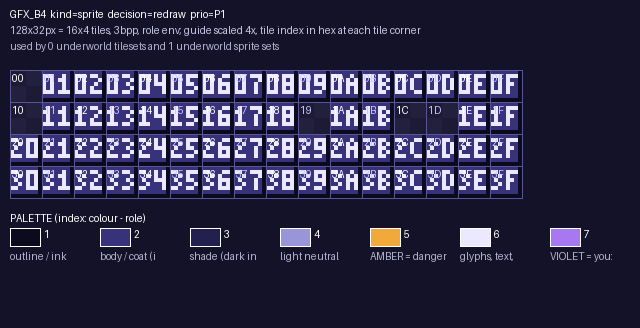 GFX_B4 kind=sprite decision=redraw prio=P1
128x32px = 16x4 tiles, 3bpp, role env; guide scaled 4x, tile index in hex at each tile corner
used by 0 underworld tilesets and 1 underworld sprite sets
00 01 02 03 04 05 06 07 08 09 0A 0B 0C 0D 0E 0F
10 11 12 13 14 15 16 17 18 19 1A 1B 1C 1D 1E 1F
20 21 22 23 24 25 26 27 28 29 2A 2B 2C 2D 2E 2F
30 31 32 33 34 35 36 37 38 39 3A 3B 3C 3D 3E 3F
PALETTE (index: colour - role)
1 2 3 4 5 6 7
outline / ink body / coat (i shade (dark in light neutral AMBER = danger glyphs, text, VIOLET = you: